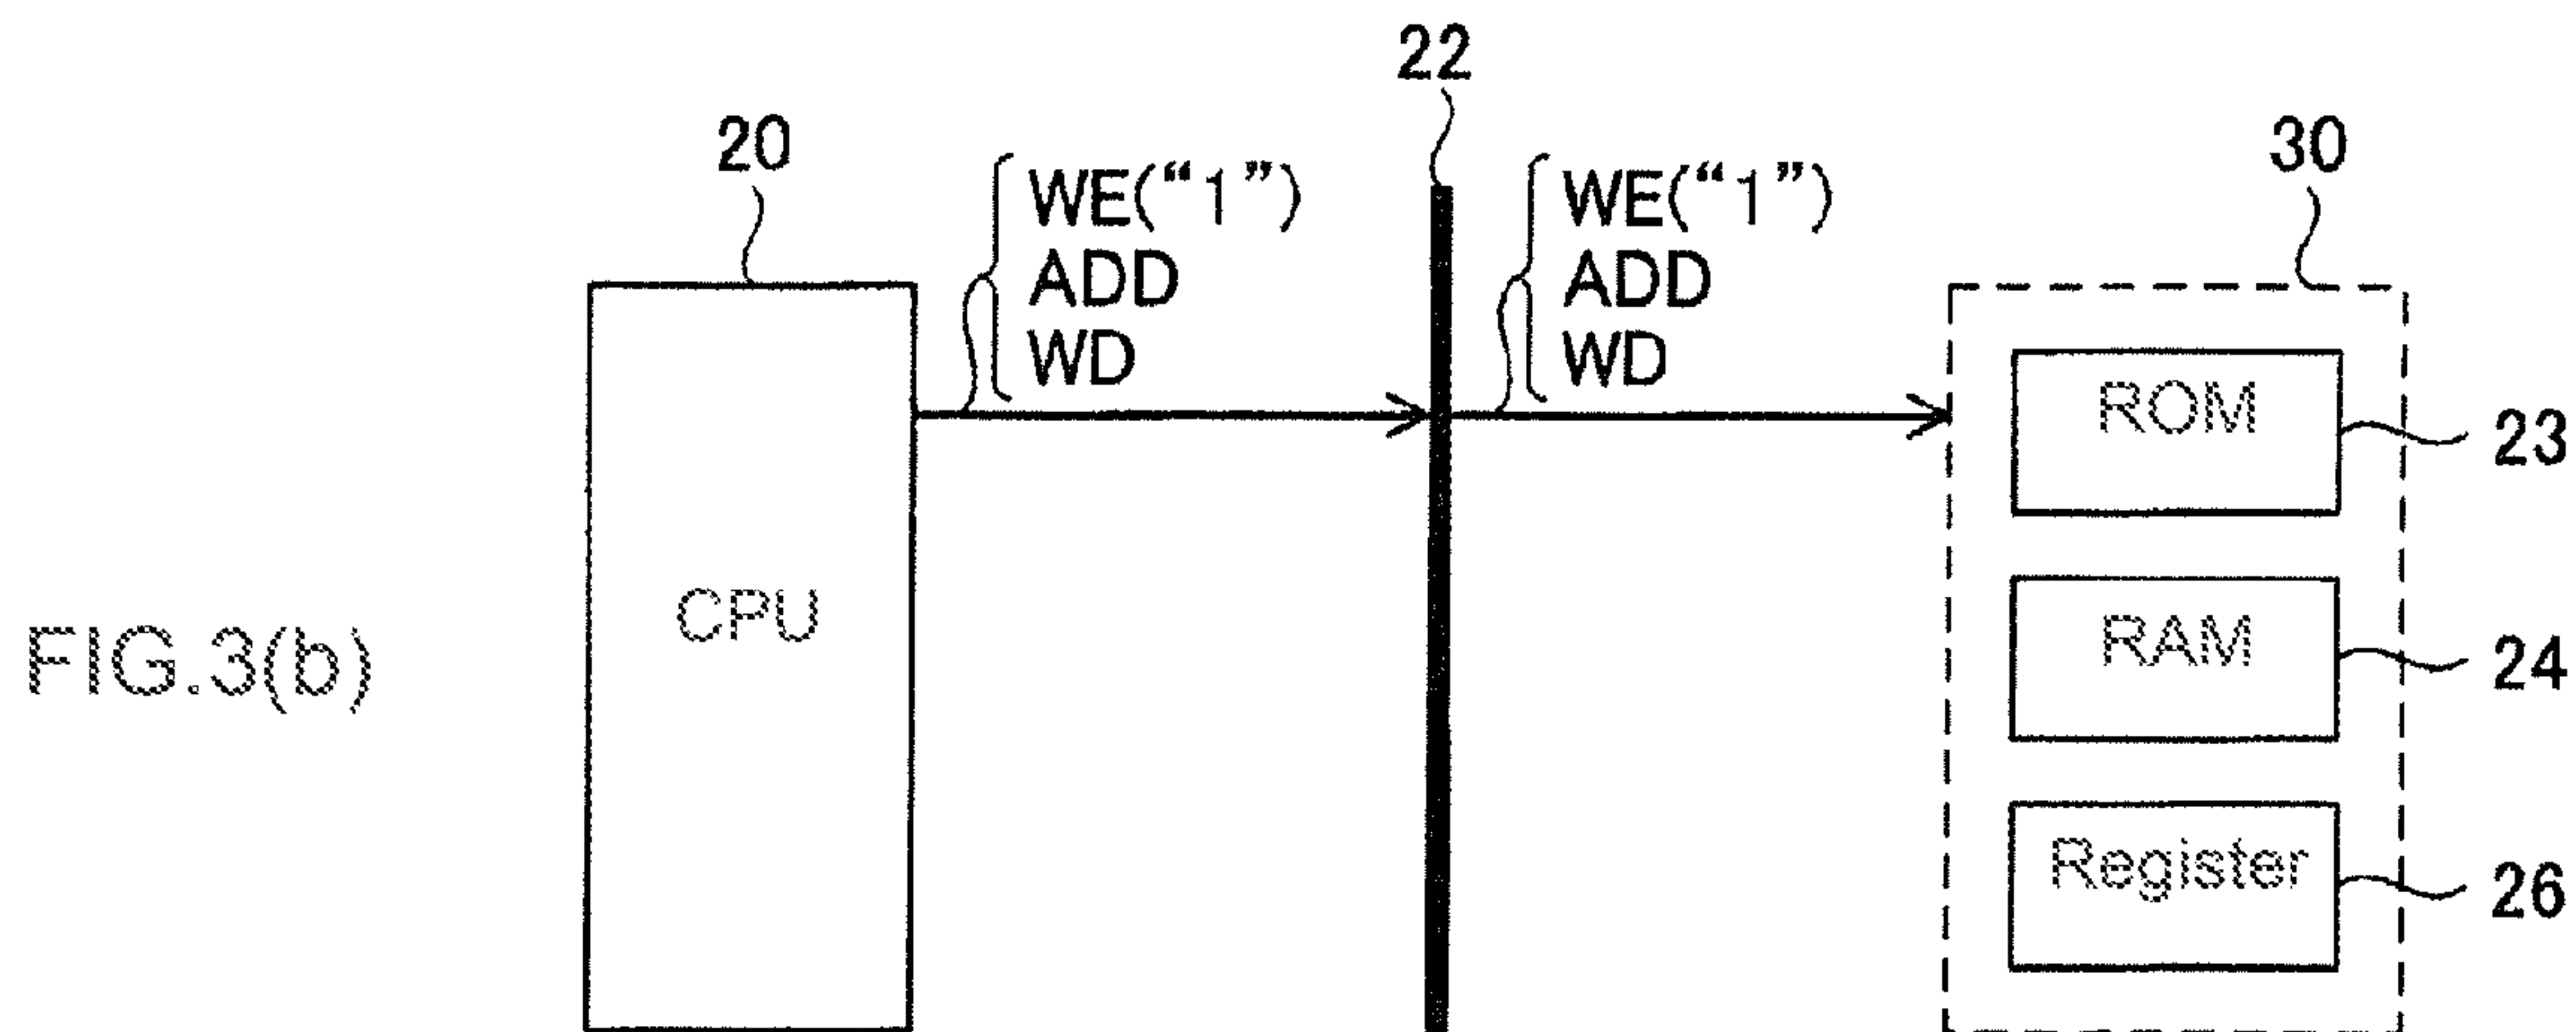 22
20
30
WE(“1”)
ADD
WD
WE(“1”)
ADD
WD
ROM
23
CPU
RAM
24
FIG.3(b)
Register
26